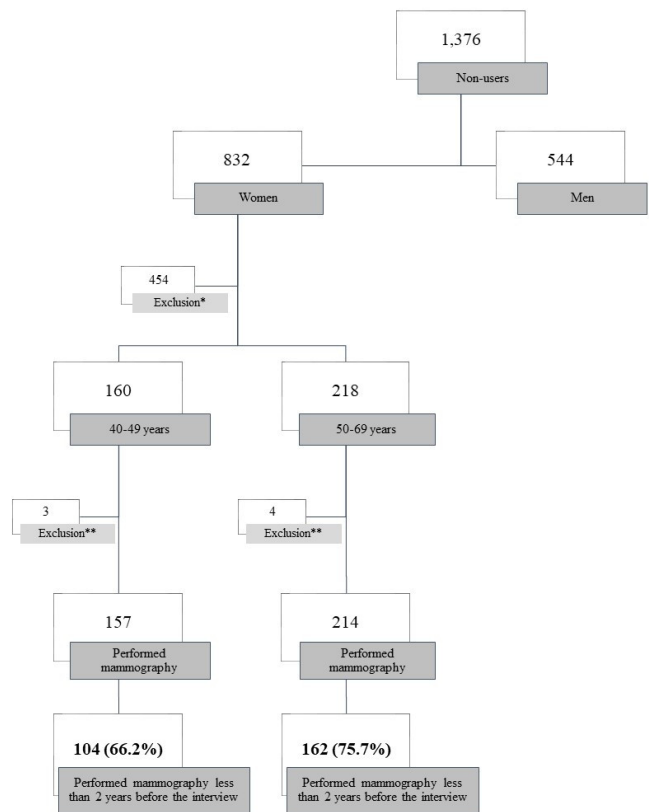 1,376
Non-users
832
Women
544
Men
454
Exclusion*
160
40-49 years
218
50-69 years
3
Exclusion**
4
Exclusion**
157
Performed
mammography
214
Performed
mammography
104 (66.2%)
Performed mammography less
than 2 years before the interview
162 (75.7%)
Performed mammography less
than 2 years before the interview